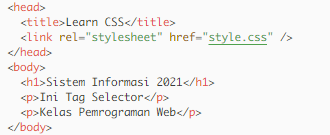 <head>
<title>Learn CSS</title>
<link rel="stylesheet" href="style.css" />
</head>
<body>
<h1>Sistem Informasi 2021</h1>
<p>Ini Tag Selector</p>
<p>Kelas Pemrograman Web</p>
</body>